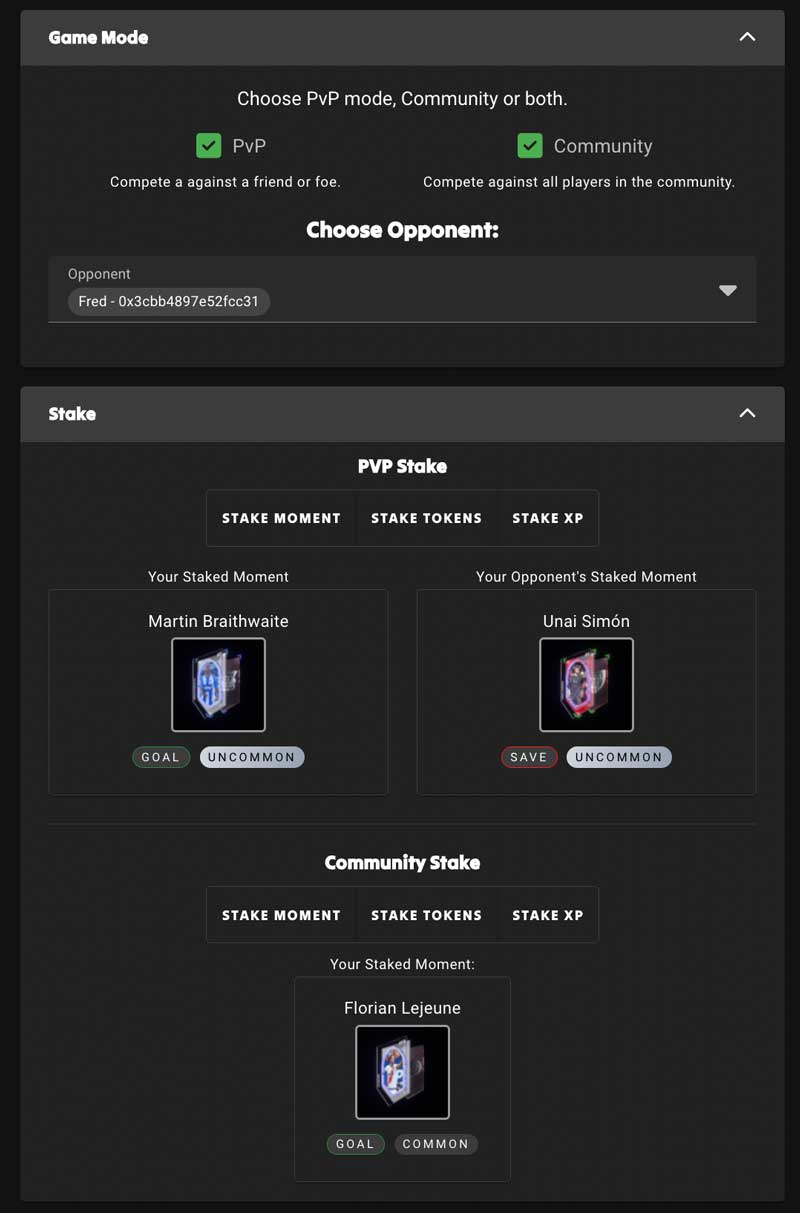 Game Mode
Choose PvP mode, Community or both.
PvP
Community
Compete a against a friend or foe.
Compete against all players in the community.
Choose Opponent:
Opponent
Fred - 0x3cbb4897e52fcc31
Stake
PVP Stake
STAKE MOMENT
STAKE TOKENS
STAKE XP
Your Staked Moment
Your Opponent's Staked Moment
Martin Braithwaite
Unai Simón
GOAL
UNCOMMON
SAVE
UNCOMMON
Community Stake
STAKE MOMENT
STAKE TOKENS
STAKE XP
Your Staked Moment:
Florian Lejeune
GOAL
COMMON